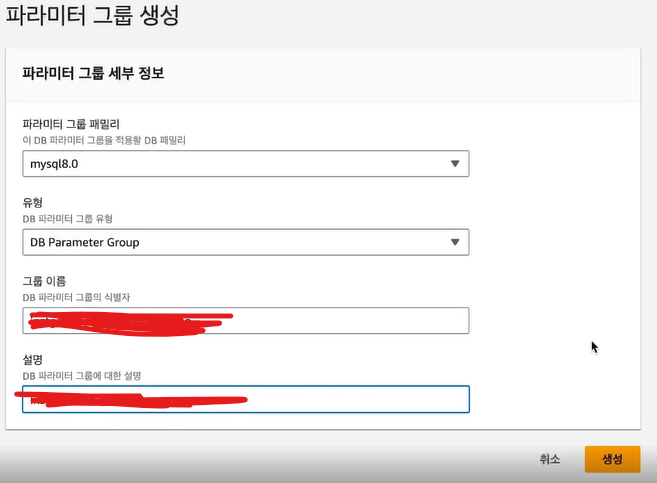 파라미터 그룹 생성
파라미터 그룹 세부 정보
파라미터 그룹 패밀리
이 DB 파라미터 그룹을 적용할 DB 패밀리
mysql8.0
유형
DB 파라미터 그룹 유형
DB Parameter Group
그룹 이름
DB 파라미터 그룹의 식별자
설명
DB 파라미터 그룹에 대한 설명
취소
생성